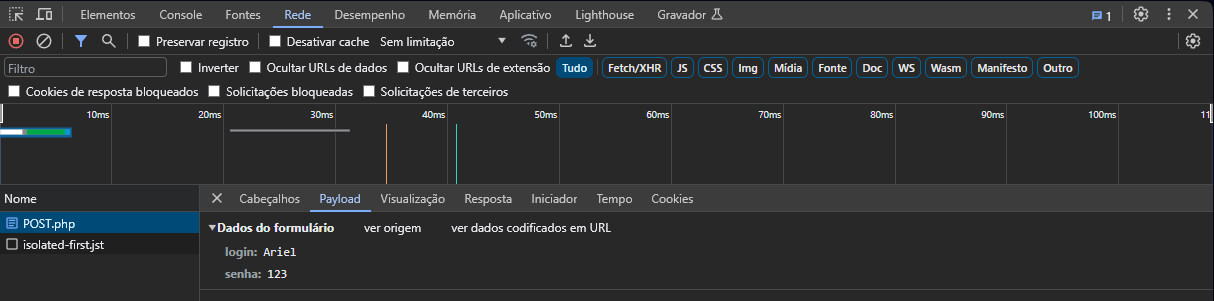 Elementos Console Fontes Rede Desempenho Memória Aplicativo Lighthouse Gravador 1
Preservar registro Desativar cache Sem limitação
Filtro Inverter Ocultar URLs de dados Ocultar URLs de extensão Tudo Fetch/XHR JS CSS Img Mídia Fonte Doc WS Wasm Manifesto Outro
Cookies de resposta bloqueados Solicitações bloqueadas Solicitações de terceiros
10ms 20ms 30ms 40ms 50ms 60ms 70ms 80ms 90ms 100ms 11
Nome Cabeçalhos Payload Visualização Resposta Iniciador Tempo Cookies
POST.php Dados do formulário ver origem ver dados codificados em URL
isolated-first.jst login: Ariel
senha: 123